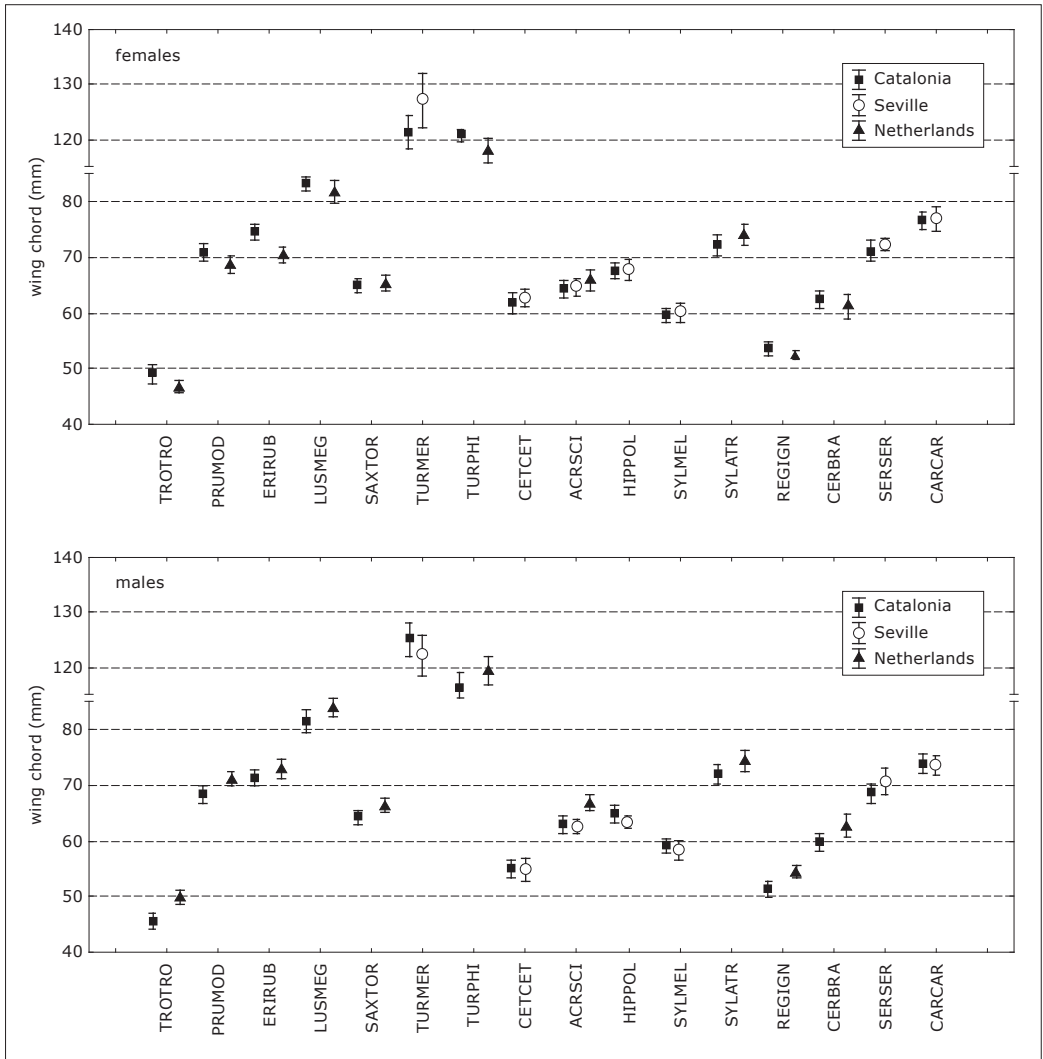 140
females
130
120
80
70
60
50
40
wing chord (mm)
Catalonia
Seville
Netherlands
TROTRO
PRUMOD
ERIRUB
LUSMEG
SAXTOR
TURMER
TURPHI
CETCET
ACRSCI
HIPPOL
SYLMEL
SYLATR
REGIGN
CERBRA
SERSER
CARCAR
140
males
130
120
80
70
60
50
40
wing chord (mm)
Catalonia
Seville
Netherlands
TROTRO
PRUMOD
ERIRUB
LUSMEG
SAXTOR
TURMER
TURPHI
CETCET
ACRSCI
HIPPOL
SYLMEL
SYLATR
REGIGN
CERBRA
SERSER
CARCAR